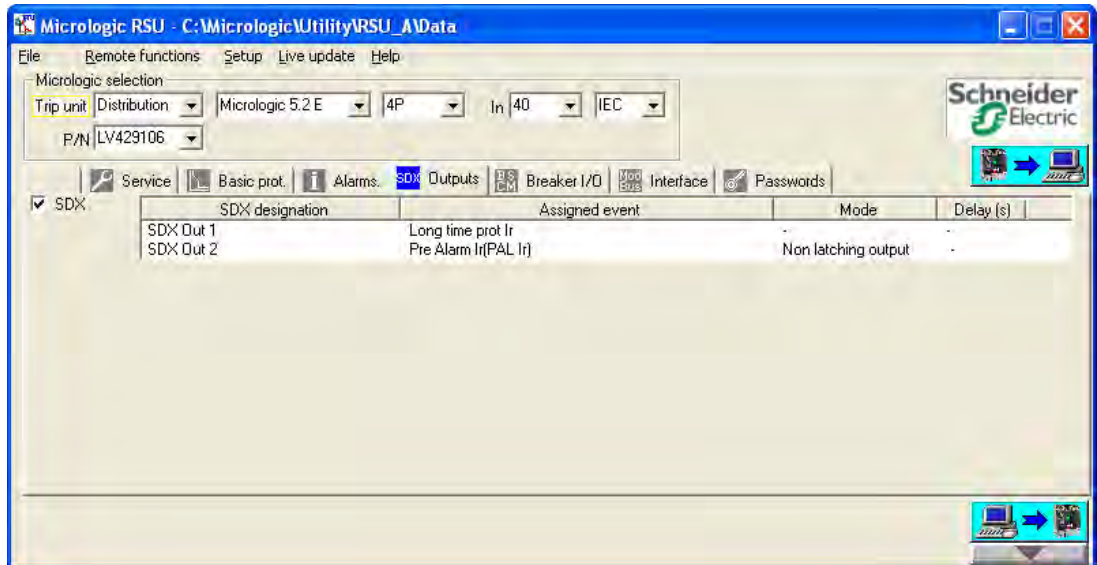 Micrologic RSU - C:\Micrologic\Utility\RSU_A\Data
File Remote functions Setup Live update Help
Micrologic selection
Trip unit Distribution Micrologic 5.2 E 4P In 40 IEC
P/N LV429106
Schneider
Electric
Service Basic prot. Alarms. SDX Outputs BS CM Breaker I/O Mod Bus Interface Passwords
SDX
SDX designation Assigned event Mode Delay (s)
SDX Out 1 Long time prot Ir - -
SDX Out 2 Pre Alarm Ir(PAL Ir) Non latching output -